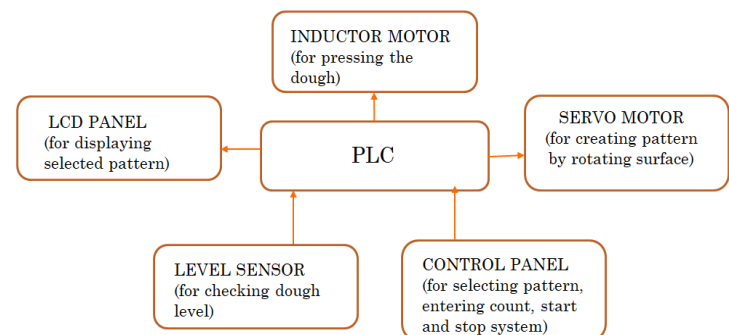 INDUCTOR MOTOR
(for pressing the
dough)
LCD PANEL
(for displaying
selected pattern)
PLC
SERVO MOTOR
(for creating pattern
by rotating surface)
LEVEL SENSOR
(for checking dough
level)
CONTROL PANEL
(for selecting pattern,
entering count, start
and stop system)